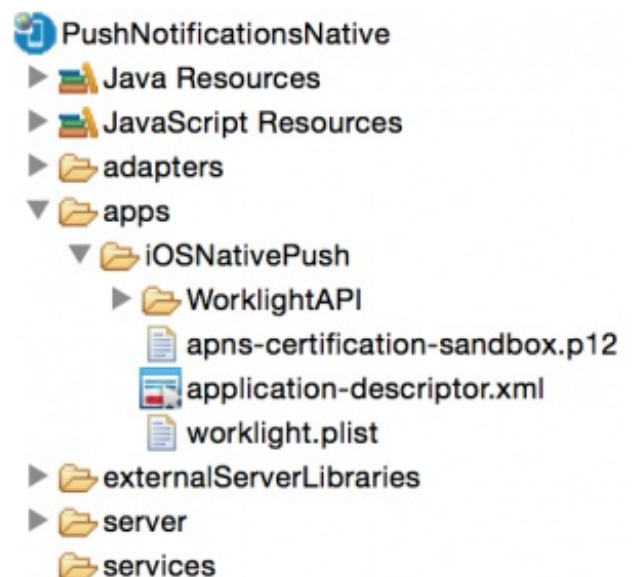 PushNotificationsNative
Java Resources
JavaScript Resources
adapters
apps
iOSNativePush
WorklightAPI
apns-certification-sandbox.p12
application-descriptor.xml
worklight.plist
externalServerLibraries
server
services